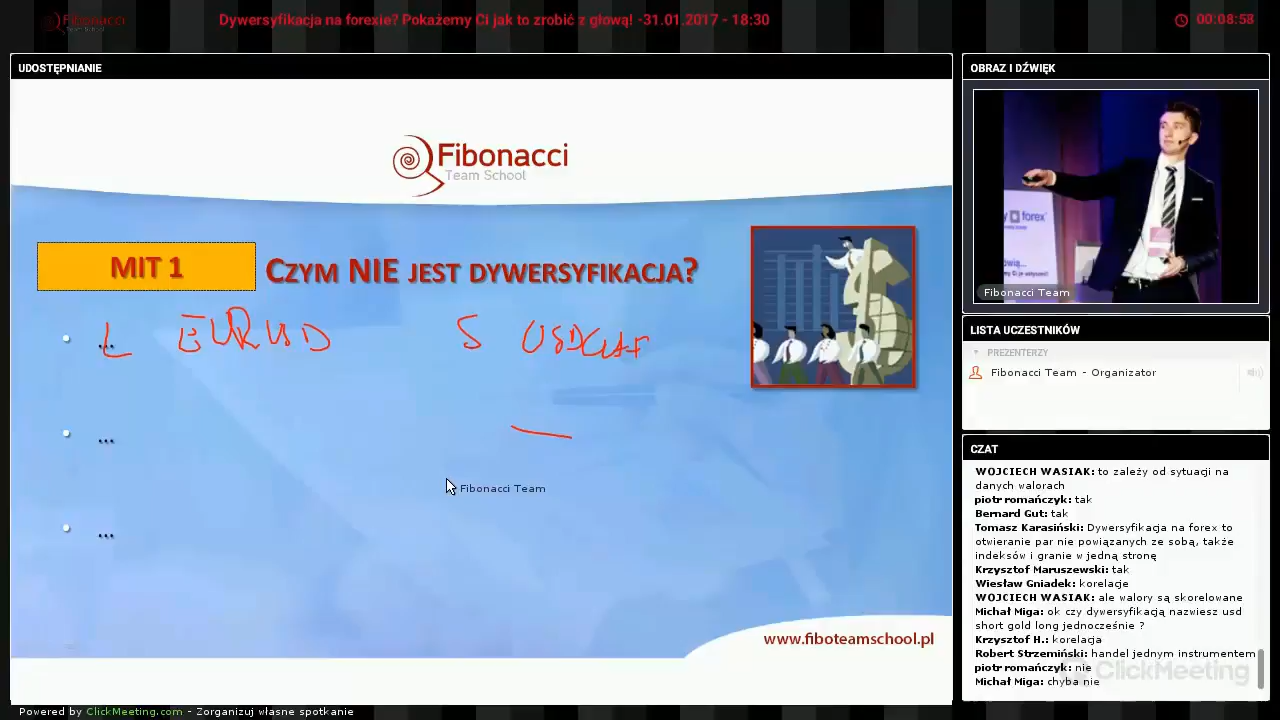 Fibonacci
Team School
Dywersyfikacja na forexie? Pokażemy Ci jak to zrobić z głową! -31.01.2017 - 18:30
00:08:58
UDOSTĘPNIANIE
Fibonacci
Team School
MIT 1
CZYM NIE JEST DYWERSYFIKACJA?
... L EURUSD S USDCHF
...
Fibonacci Team
...
www.fiboteamschool.pl
OBRAZ I DŹWIĘK
forex
Fibonacci Team
LISTA UCZESTNIKÓW
PREZENTERZY
Fibonacci Team - Organizator
CZAT
WOJCIECH WASIAK: to zależy od sytuacji na
danych walorach
piotr romańczyk: tak
Bernard Gut: tak
Tomasz Karasiński: Dywersyfikacja na forex to
otwieranie par nie powiązanych ze sobą, także
indeksów i granie w jedną stronę
Krzysztof Maruszewski: tak
Wiesław Gniadek: korelacje
WOJCIECH WASIAK: ale walory są skorelowane
Michał Miga: ok czy dywersyfikacją nazwiesz usd
short gold long jednocześnie ?
Krzysztof H.: korelacja
Robert Strzemiński: handel jednym instrumentem
piotr romańczyk: nie
Michał Miga: chyba nie
ClickMeeting
Powered by ClickMeeting.com - Zorganizuj własne spotkanie